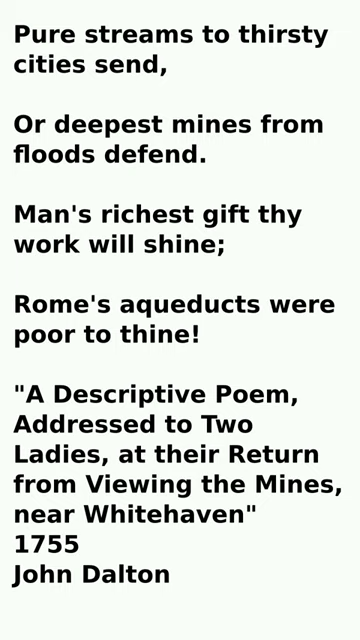 Pure streams to thirsty
cities send,
Or deepest mines from
floods defend.
Man's richest gift thy
work will shine;
Rome's aqueducts were
poor to thine!
"A Descriptive Poem,
Addressed to Two
Ladies, at their Return
from Viewing the Mines,
near Whitehaven"
1755
John Dalton